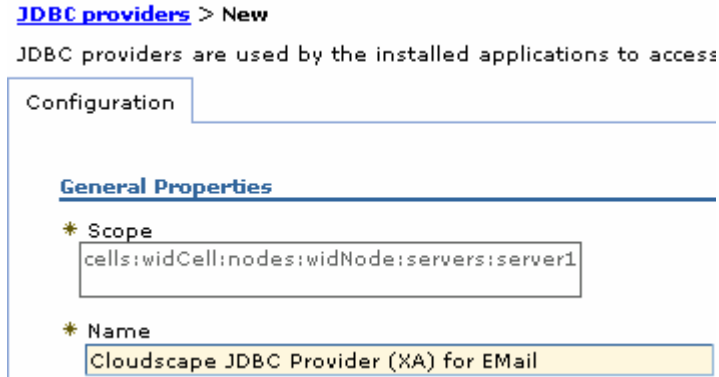 JDBC providers > New
JDBC providers are used by the installed applications to access
Configuration
General Properties
* Scope
cells:widCell:nodes:widNode:servers:server1
* Name
Cloudscape JDBC Provider (XA) for EMail